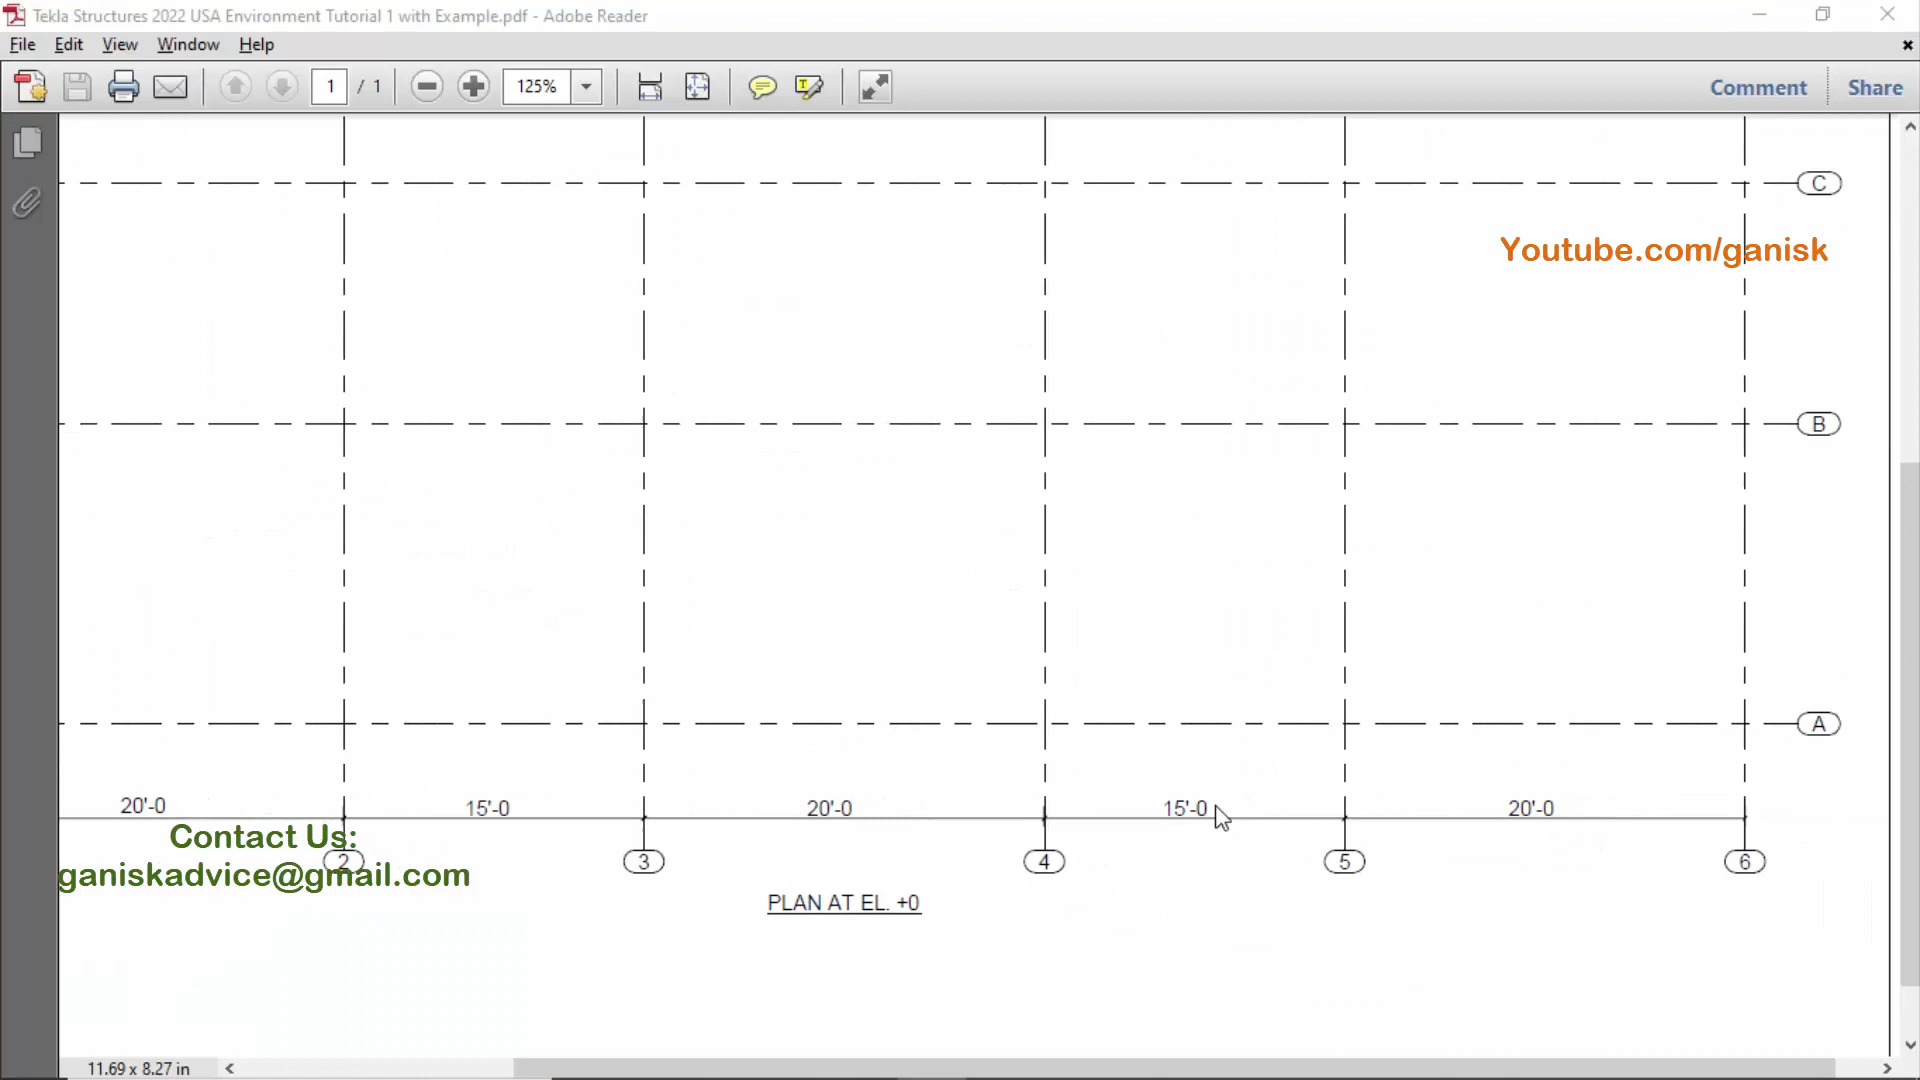 Tekla Structures 2022 USA Environment Tutorial 1 with Example.pdf - Adobe Reader
File Edit View Window Help
1 / 1 125% Comment Share
C
Youtube.com/ganisk
B
A
20'-0 15'-0 20'-0 15'-0 20'-0
Contact Us:
2 3 4 5 6
ganiskadvice@gmail.com
PLAN AT EL. +0
11.69 x 8.27 in